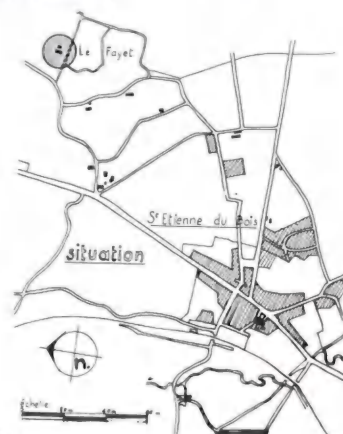 Le Fayet
St Etienne du Bois
situation
n.
échelle